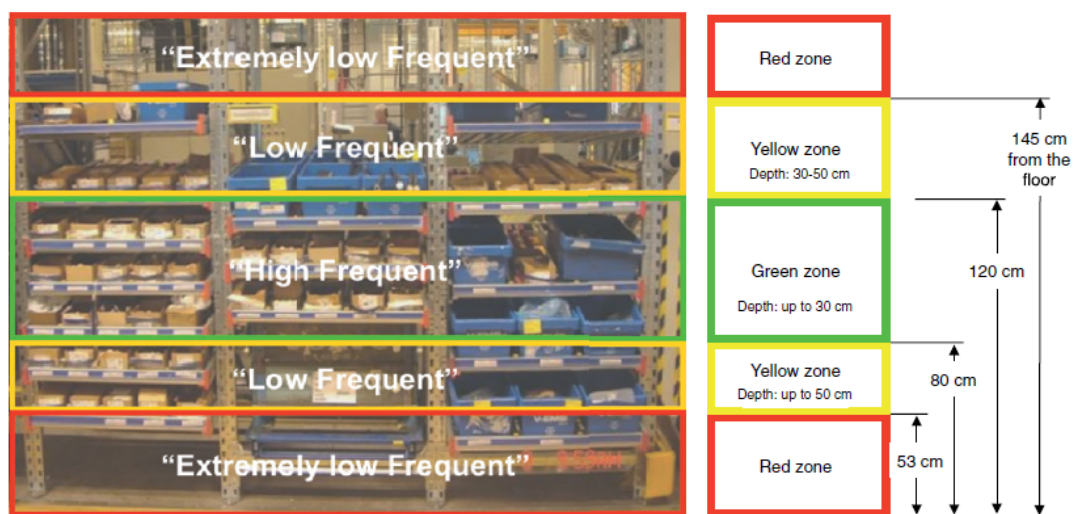 “Extremely low Frequent”
Red zone
“Low Frequent”
Yellow zone
Depth: 30-50 cm
145 cm
from the
floor
“High Frequent”
Green zone
Depth: up to 30 cm
120 cm
“Low Frequent”
Yellow zone
Depth: up to 50 cm
80 cm
“Extremely low Frequent”
Red zone
53 cm